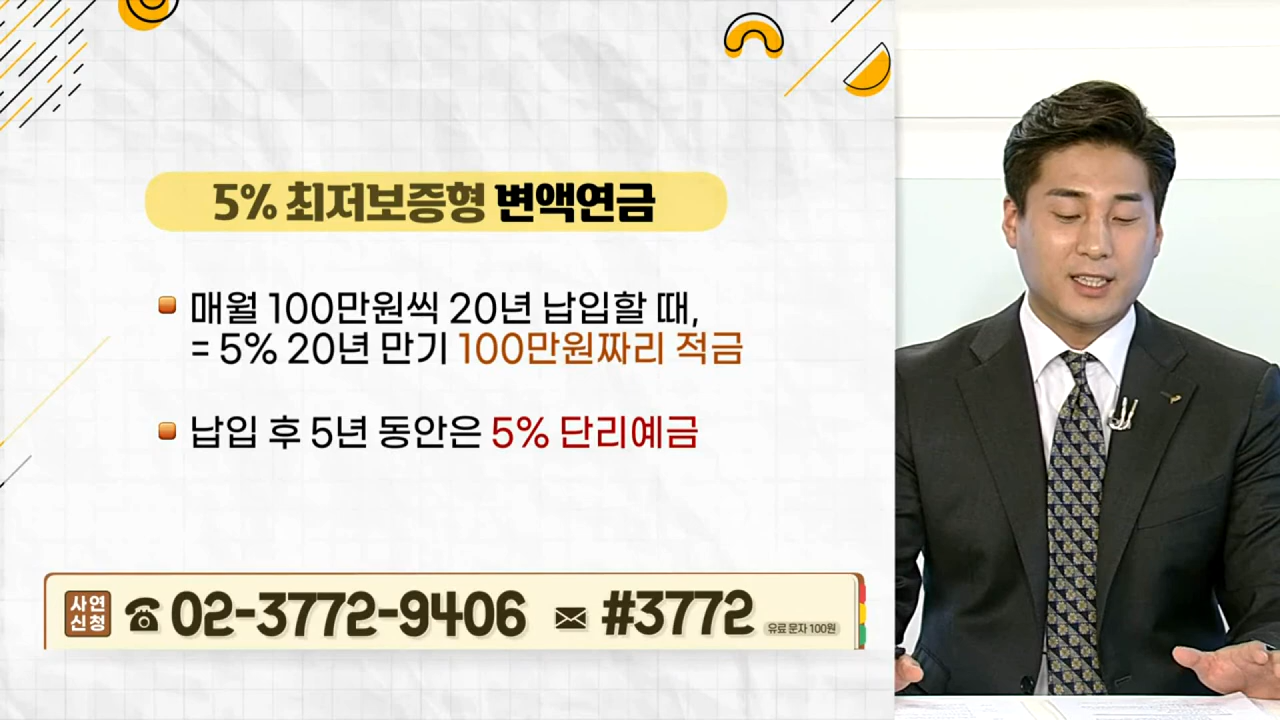 5% 최저보증형 변액연금
매월 100만원씩 20년 납입할 때,
= 5% 20년 만기 100만원짜리 적금
납입 후 5년 동안은 5% 단리예금
사연
신청
02-3772-9406
#3772
유료 문자 100원